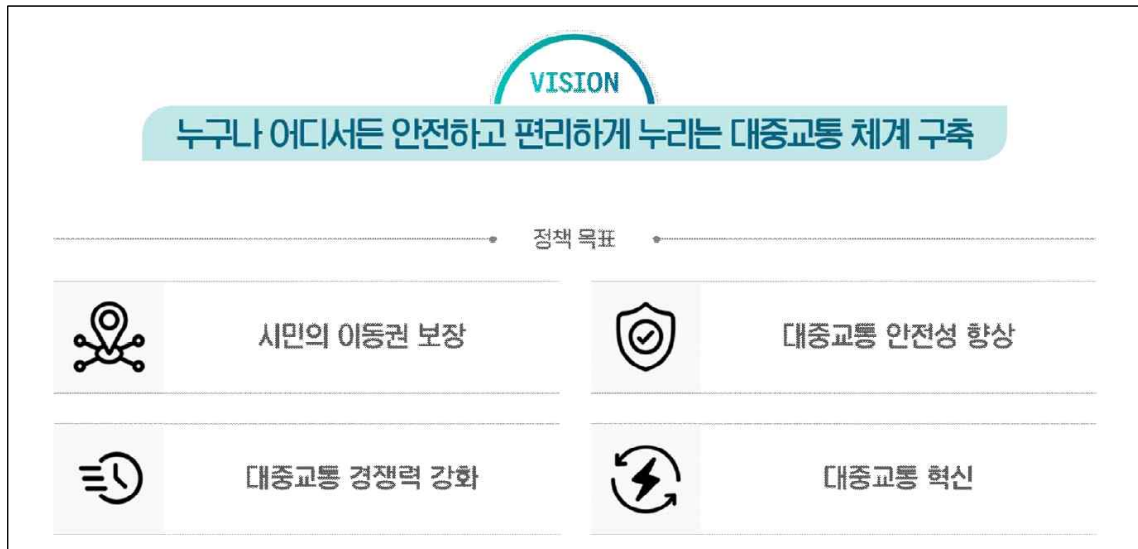 VISION
누구나 어디서든 안전하고 편리하게 누리는 대중교통 체계 구축
정책 목표
시민의 이동권 보장
대중교통 안전성 향상
대중교통 경쟁력 강화
대중교통 혁신